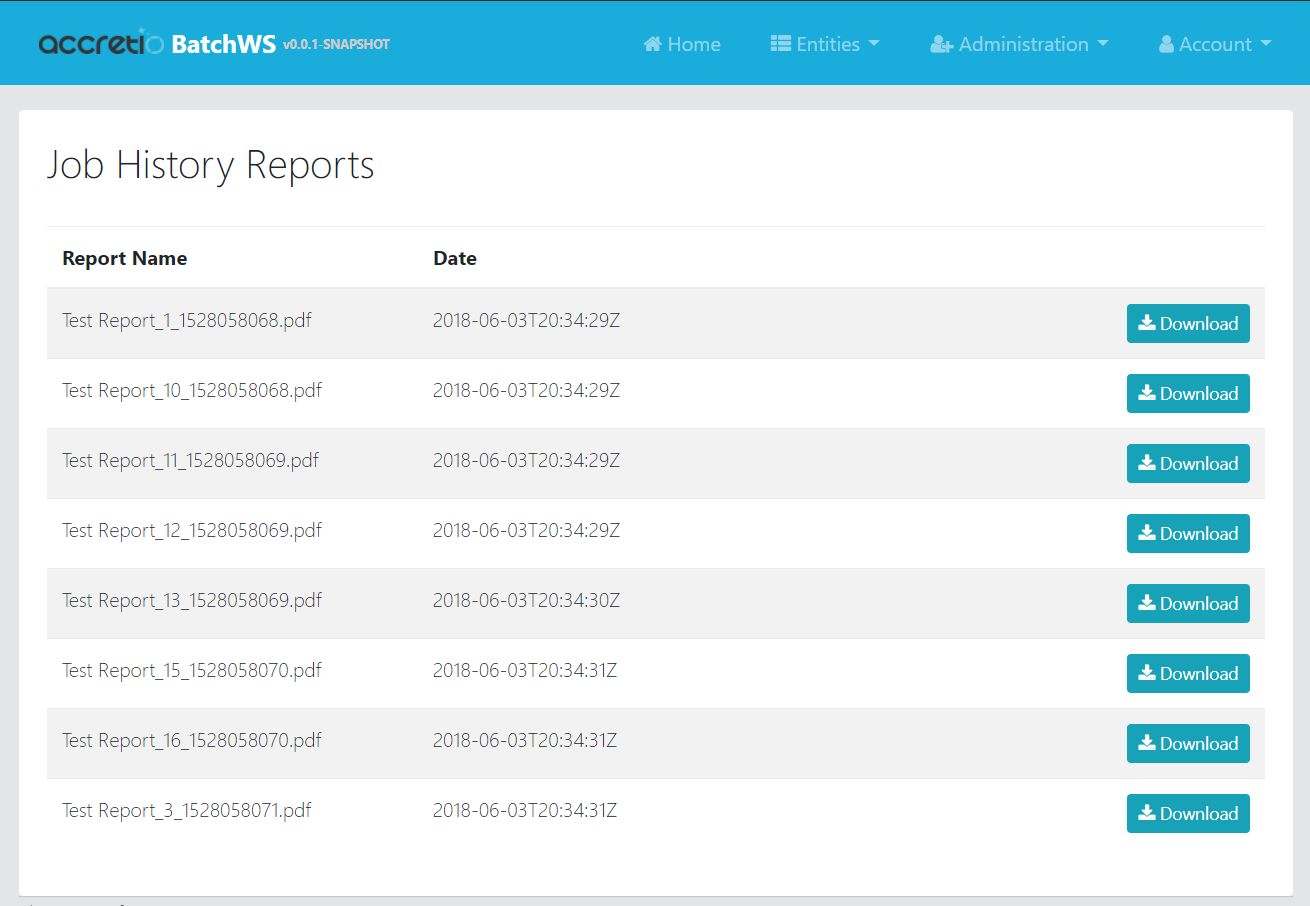 accretio BatchWS v0.0.1-SNAPSHOT Home Entities Administration Account
Job History Reports
Report Name Date
Test Report_1_1528058068.pdf 2018-06-03T20:34:29Z Download
Test Report_10_1528058068.pdf 2018-06-03T20:34:29Z Download
Test Report_11_1528058069.pdf 2018-06-03T20:34:29Z Download
Test Report_12_1528058069.pdf 2018-06-03T20:34:29Z Download
Test Report_13_1528058069.pdf 2018-06-03T20:34:30Z Download
Test Report_15_1528058070.pdf 2018-06-03T20:34:31Z Download
Test Report_16_1528058070.pdf 2018-06-03T20:34:31Z Download
Test Report_3_1528058071.pdf 2018-06-03T20:34:31Z Download